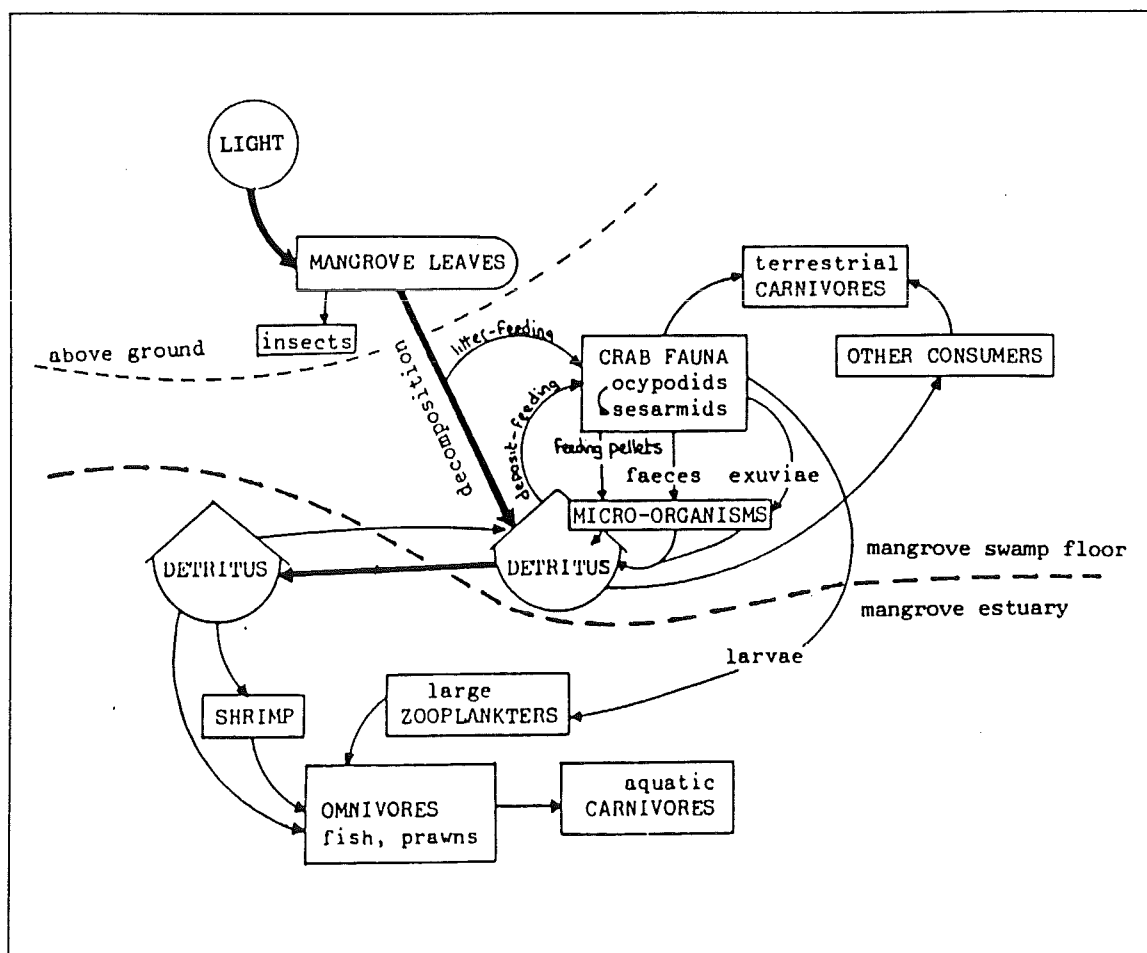 LIGHT
MANGROVE LEAVES
insects
above ground
decomposition
litter-feeding
deposit-feeding
terrestrial
CARNIVORES
CRAB FAUNA
ocypodids
sesarmids
OTHER CONSUMERS
feeding pellets
faeces
exuviae
MICRO-ORGANISMS
DETRITUS
DETRITUS
mangrove swamp floor
mangrove estuary
larvae
large
ZOOPLANKTERS
SHRIMP
OMNIVORES
fish, prawns
aquatic
CARNIVORES